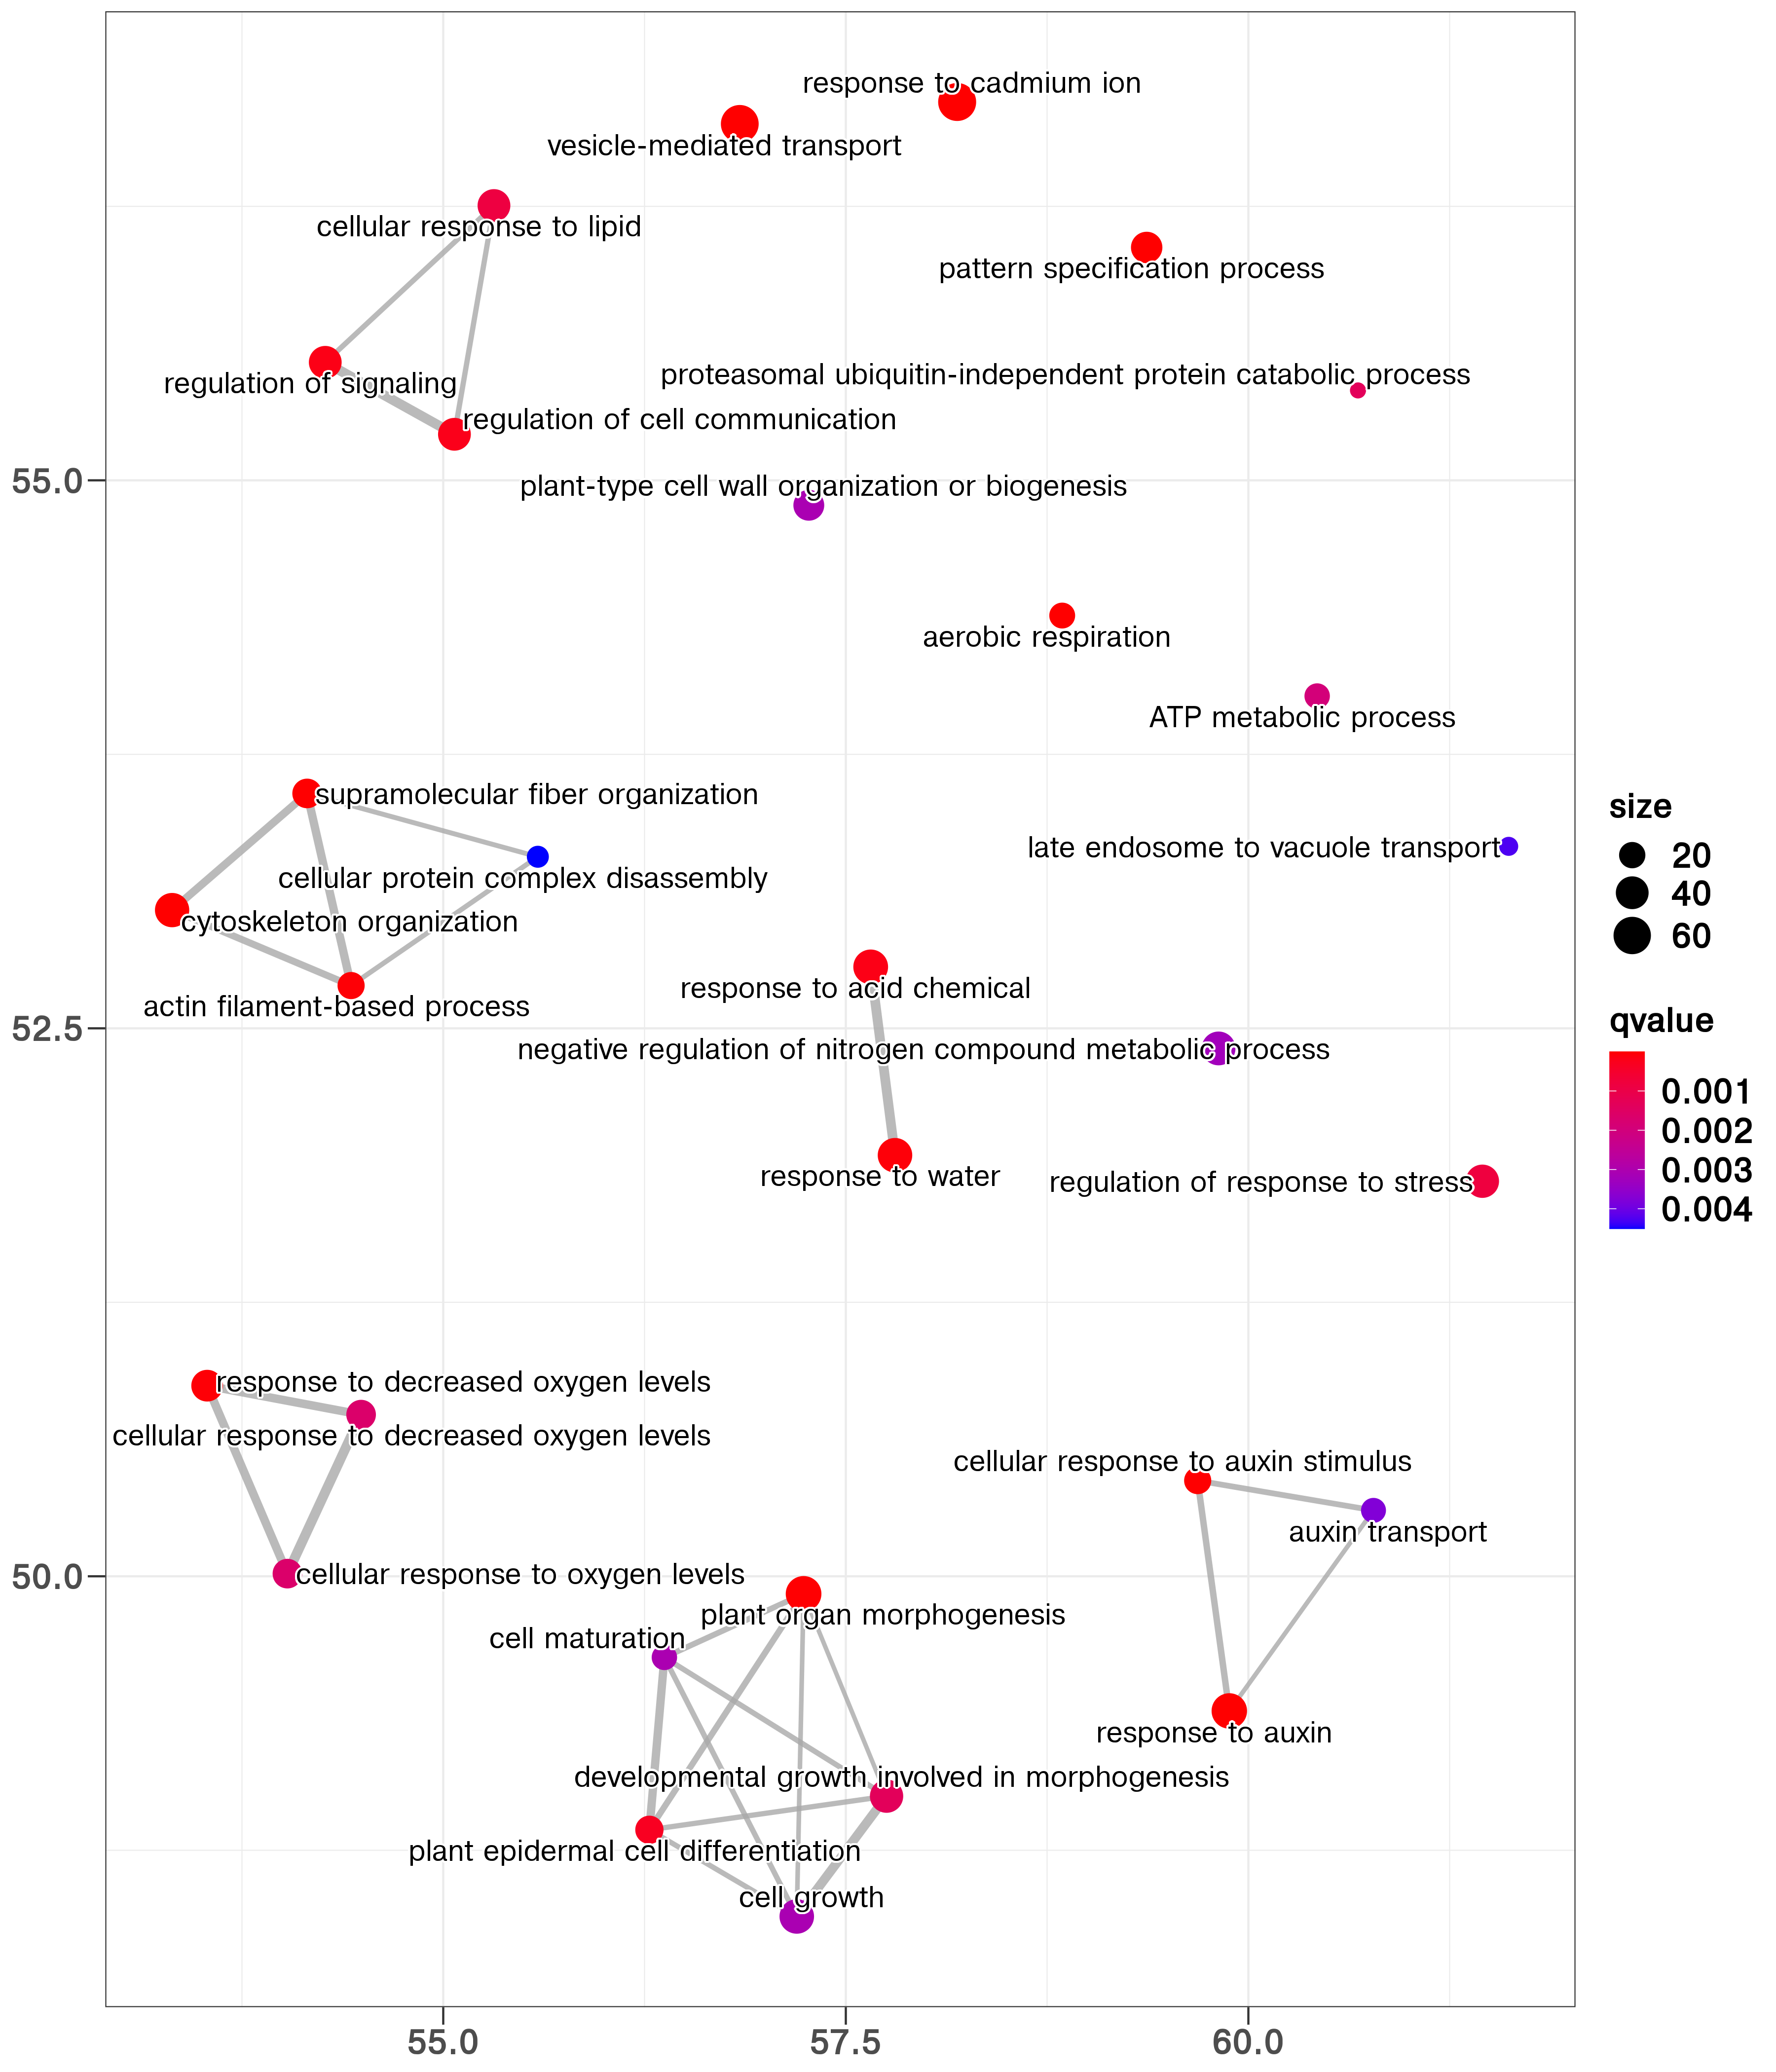 response to cadmium ion
vesicle-mediated transport
cellular response to lipid
pattern specification process
proteasomal ubiquitin-independent protein catabolic process
regulation of signaling
regulation of cell communication
55.0
plant-type cell wall organization or biogenesis
aerobic respiration
ATP metabolic process
supramolecular fiber organization
late endosome to vacuole transport
cellular protein complex disassembly
cytoskeleton organization
response to acid chemical
actin filament-based process
52.5
negative regulation of nitrogen compound metabolic process
response to water
regulation of response to stress
response to decreased oxygen levels
cellular response to decreased oxygen levels
cellular response to auxin stimulus
auxin transport
50.0
cellular response to oxygen levels
plant organ morphogenesis
cell maturation
response to auxin
developmental growth involved in morphogenesis
plant epidermal cell differentiation
cell growth
55.0
57.5
60.0
size
20
40
60
qvalue
0.001
0.002
0.003
0.004